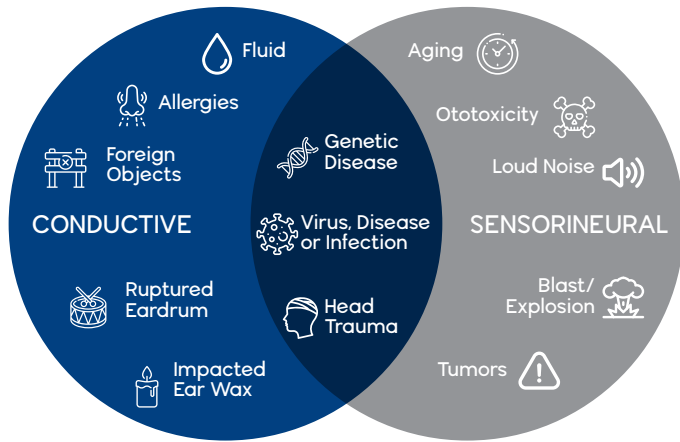 CONDUCTIVE
Fluid
Allergies
Foreign
Objects
Ruptured
Eardrum
Impacted
Ear Wax
Genetic
Disease
Virus, Disease
or Infection
Head
Trauma
SENSORINEURAL
Aging
Ototoxicity
Loud Noise
Blast/
Explosion
Tumors